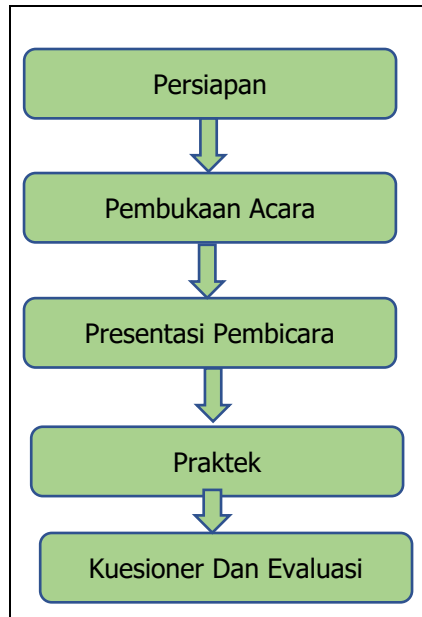 Persiapan
Pembukaan Acara
Presentasi Pembicara
Praktek
Kuesioner Dan Evaluasi